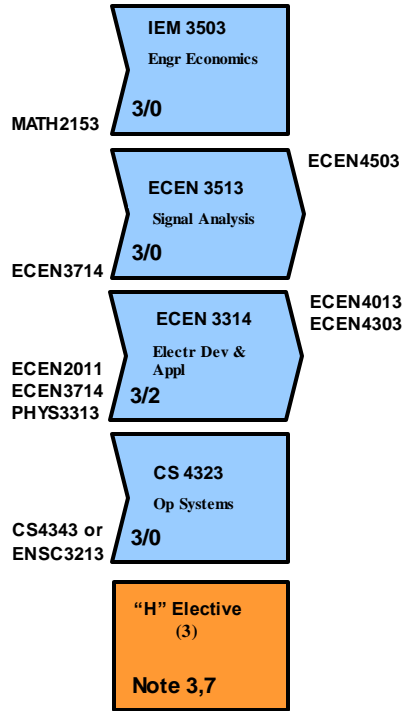 IEM 3503
Engr Economics
3/0
MATH2153
ECEN4503
ECEN 3513
Signal Analysis
3/0
ECEN3714
ECEN4013
ECEN4303
ECEN 3314
Electr Dev &
Appl
3/2
ECEN2011
ECEN3714
PHYS3313
CS 4323
Op Systems
3/0
CS4343 or
ENSC3213
“H” Elective
(3)
Note 3,7